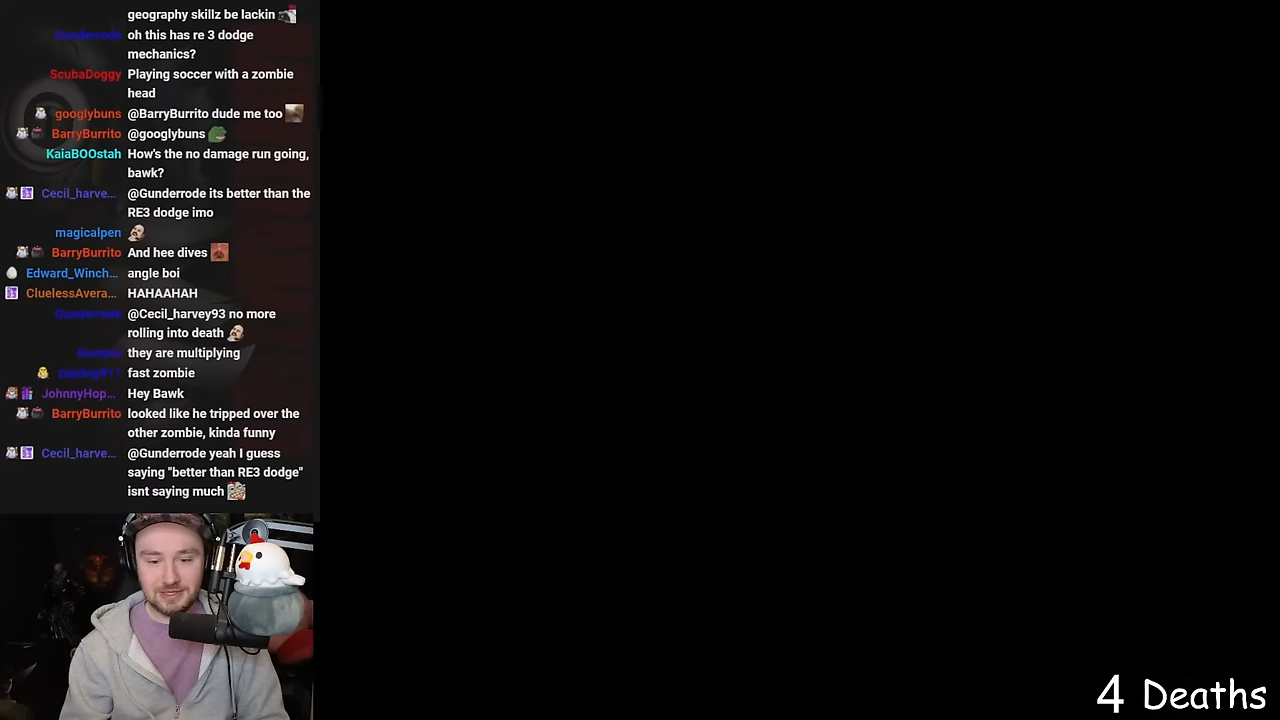 geography skillz be lackin
Gunderrode oh this has re 3 dodge
mechanics?
ScubaDoggy Playing soccer with a zombie
head
googlybuns @BarryBurrito dude me too
BarryBurrito @googlybuns
KaiaBOOstah How's the no damage run going,
bawk?
Cecil_harve... @Gunderrode its better than the
RE3 dodge imo
magicalpen
BarryBurrito And hee dives
Edward_Winch... angle boi
CluelessAvera... HAHAAHAH
Gunderrode @Cecil_harvey93 no more
rolling into death
they are multiplying
fast zombie
JohnnyHop... Hey Bawk
BarryBurrito looked like he tripped over the
other zombie, kinda funny
Cecil_harve... @Gunderrode yeah I guess
saying "better than RE3 dodge"
isnt saying much
4 Deaths